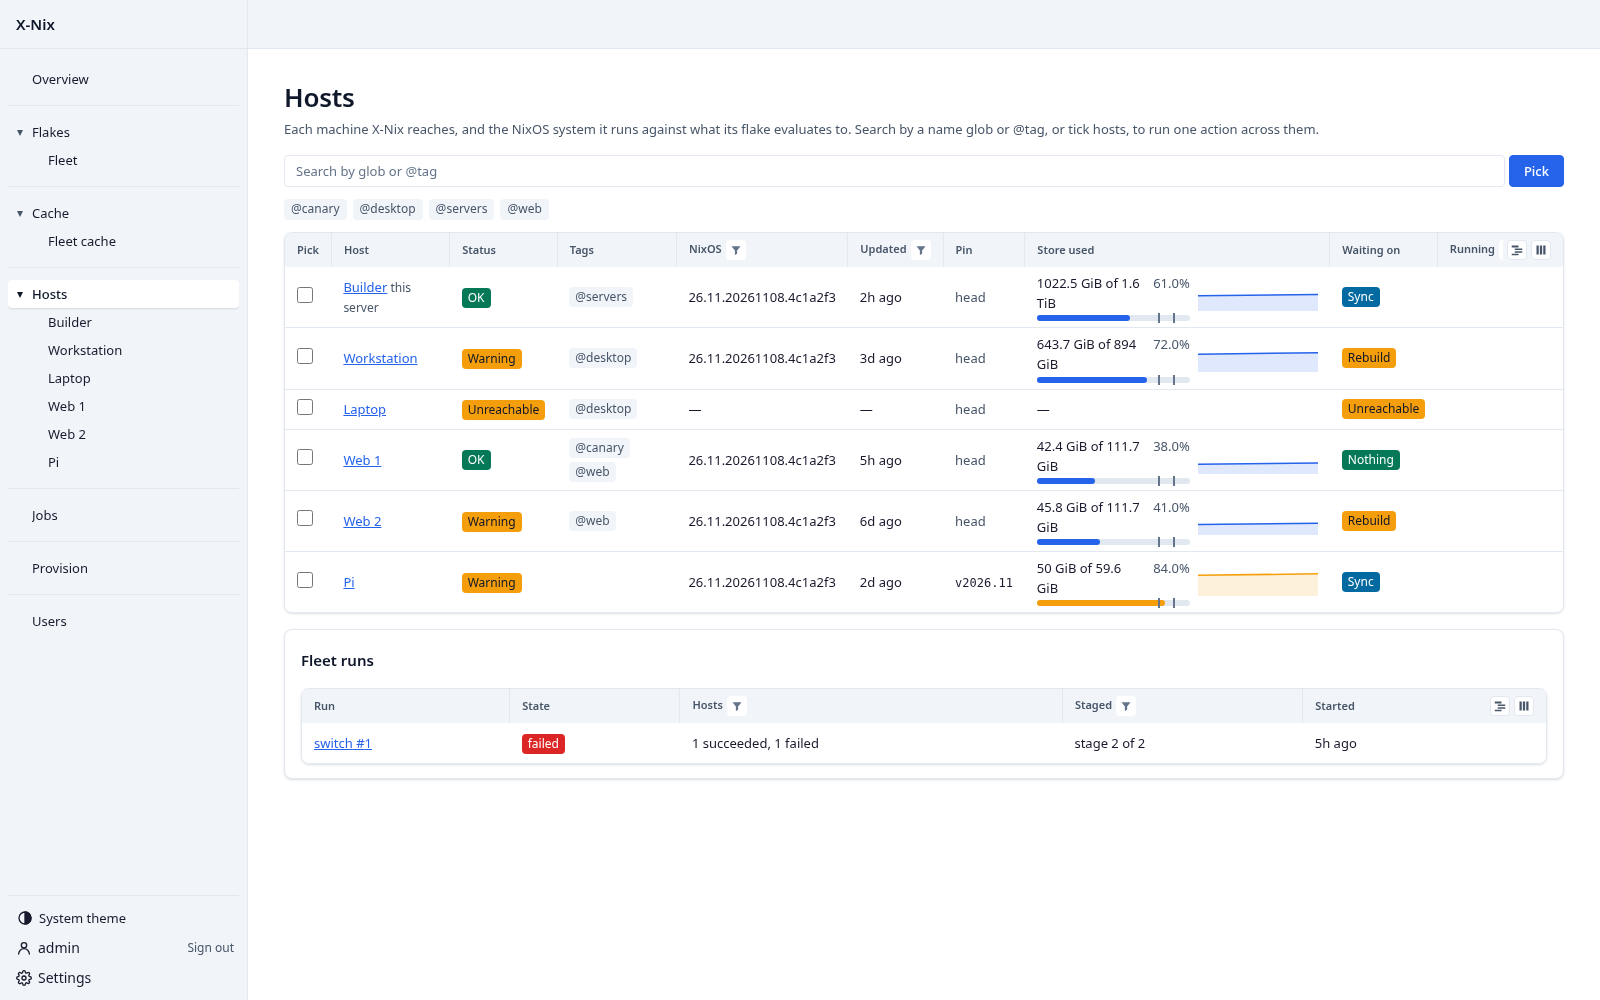 X-Nix
Overview
Flakes
Fleet
Cache
Fleet cache
Hosts
Builder
Workstation
Laptop
Web 1
Web 2
Pi
Jobs
Provision
Users
System theme
admin Sign out
Settings
Hosts
Each machine X-Nix reaches, and the NixOS system it runs against what its flake evaluates to. Search by a name glob or @tag, or tick hosts, to run one action across them.
Search by glob or @tag Pick
@canary @desktop @servers @web
Pick Host Status Tags NixOS Updated Pin Store used Waiting on Running
Builder this server OK @servers 26.11.20261108.4c1a2f3 2h ago head 1022.5 GiB of 1.6 TiB 61.0% Sync
Workstation Warning @desktop 26.11.20261108.4c1a2f3 3d ago head 643.7 GiB of 894 GiB 72.0% Rebuild
Laptop Unreachable @desktop — — head — Unreachable
Web 1 OK @canary @web 26.11.20261108.4c1a2f3 5h ago head 42.4 GiB of 111.7 GiB 38.0% Nothing
Web 2 Warning @web 26.11.20261108.4c1a2f3 6d ago head 45.8 GiB of 111.7 GiB 41.0% Rebuild
Pi Warning 26.11.20261108.4c1a2f3 2d ago v2026.11 50 GiB of 59.6 GiB 84.0% Sync
Fleet runs
Run State Hosts Staged Started
switch #1 failed 1 succeeded, 1 failed stage 2 of 2 5h ago